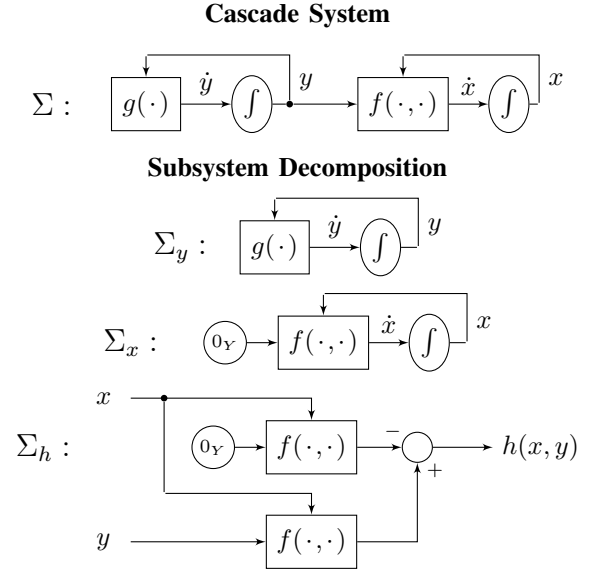 Cascade System
Σ : g(·) ẏ ∫ y f(·,·) ẋ ∫ x
Subsystem Decomposition
Σ_y : g(·) ẏ ∫ y
Σ_x : 0_Y f(·,·) ẋ ∫ x
x
Σ_h : 0_Y f(·,·) − + h(x, y)
y f(·,·)